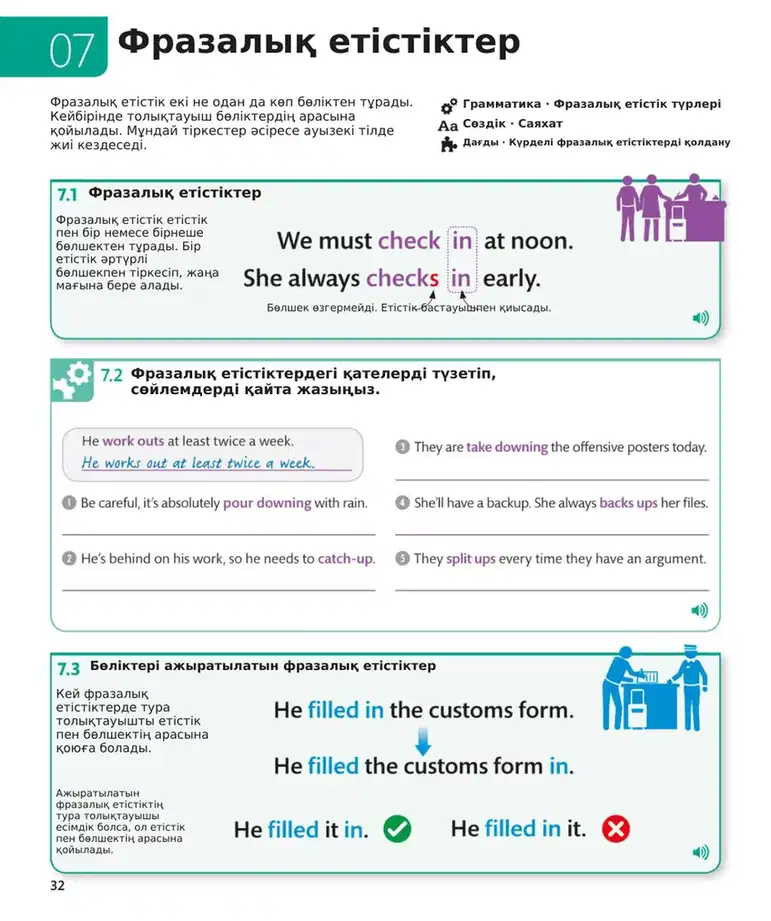 07 Фразалық етістіктер
Фразалық етістік екі не одан да көп бөліктен тұрады.
Кейбірінде толықтауыш бөліктердің арасына
қойылады. Мұндай тіркестер әсіресе ауызекі тілде
жиі кездеседі.
Грамматика · Фразалық етістік түрлері
Aa Сөздік · Саяхат
Дағды · Күрделі фразалық етістіктерді қолдану
7.1 Фразалық етістіктер
Фразалық етістік етістік
пен бір немесе бірнеше
бөлшектен тұрады. Бір
етістік әртүрлі
бөлшекпен тіркесіп, жаңа
мағына бере алады.
We must check in at noon.
She always checks in early.
Бөлшек өзгермейді. Етістік бастауышпен қиысады.
7.2 Фразалық етістіктердегі қателерді түзетіп,
сөйлемдерді қайта жазыңыз.
He work outs at least twice a week.
He works out at least twice a week.
1 Be careful, it's absolutely pour downing with rain.
2 He's behind on his work, so he needs to catch-up.
3 They are take downing the offensive posters today.
4 She'll have a backup. She always backs ups her files.
5 They split ups every time they have an argument.
7.3 Бөліктері ажыратылатын фразалық етістіктер
Кей фразалық
етістіктерде тура
толықтауышты етістік
пен бөлшектің арасына
қоюға болады.
He filled in the customs form.
He filled the customs form in.
Ажыратылатын
фразалық етістіктің
тура толықтауышы
есімдік болса, ол етістік
пен бөлшектің арасына
қойылады.
He filled it in.
He filled in it.
32